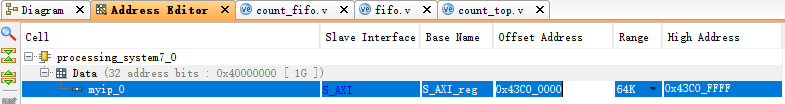 Diagram Address Editor count_fifo.v fifo.v count_top.v
Cell Slave Interface Base Name Offset Address Range High Address
processing_system7_0
Data (32 address bits : 0x40000000 [ 1G ])
myip_0 S_AXI S_AXI_reg 0x43C0_0000 64K 0x43C0_FFFF